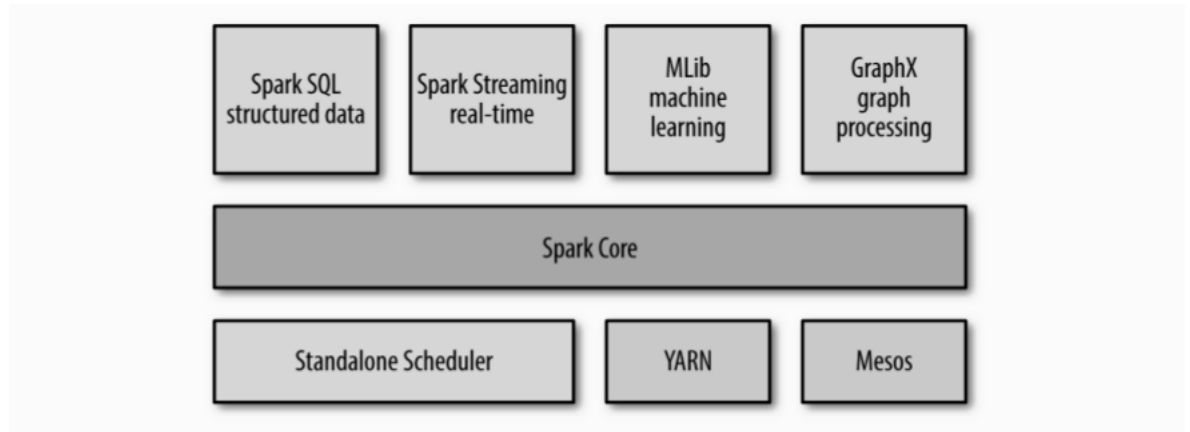 Spark SQL
structured data
Spark Streaming
real-time
MLib
machine
learning
GraphX
graph
processing
Spark Core
Standalone Scheduler
YARN
Mesos